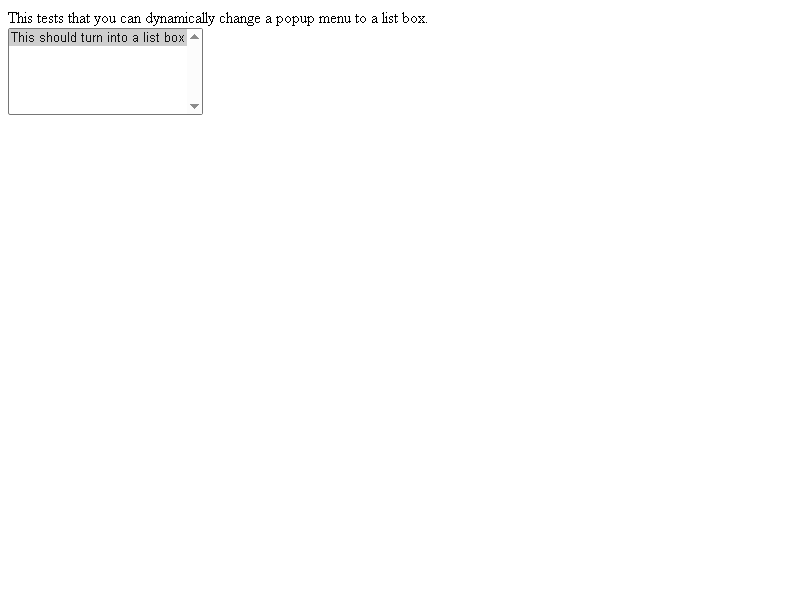 This tests that you can dynamically change a popup menu to a list box.
This should turn into a list box